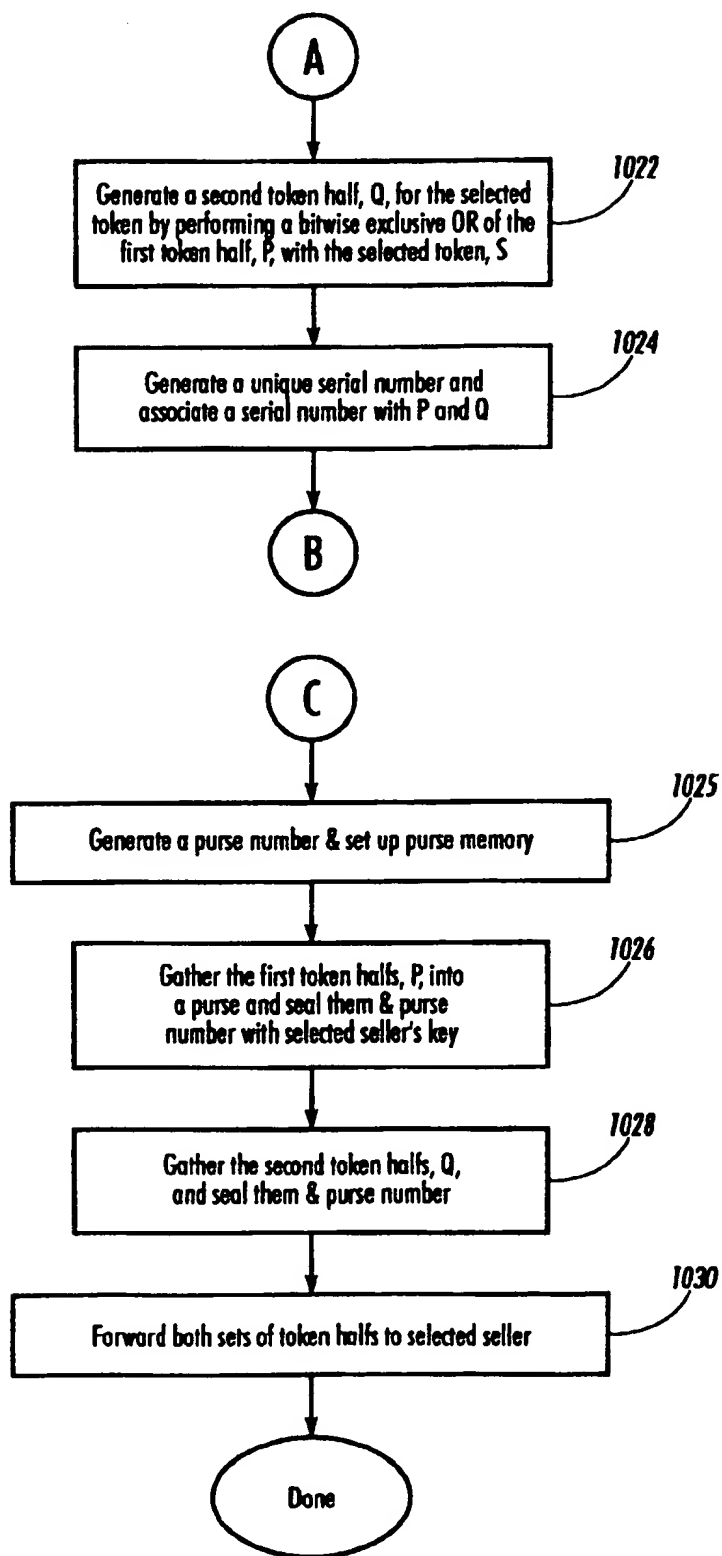 A
1022
Generate a second token half, Q, for the selected
token by performing a bitwise exclusive OR of the
first token half, P, with the selected token, S
1024
Generate a unique serial number and
associate a serial number with P and Q
B
C
1025
Generate a purse number & set up purse memory
1026
Gather the first token halfs, P, into
a purse and seal them & purse
number with selected seller's key
1028
Gather the second token halfs, Q,
and seal them & purse number
1030
Forward both sets of token halfs to selected seller
Done